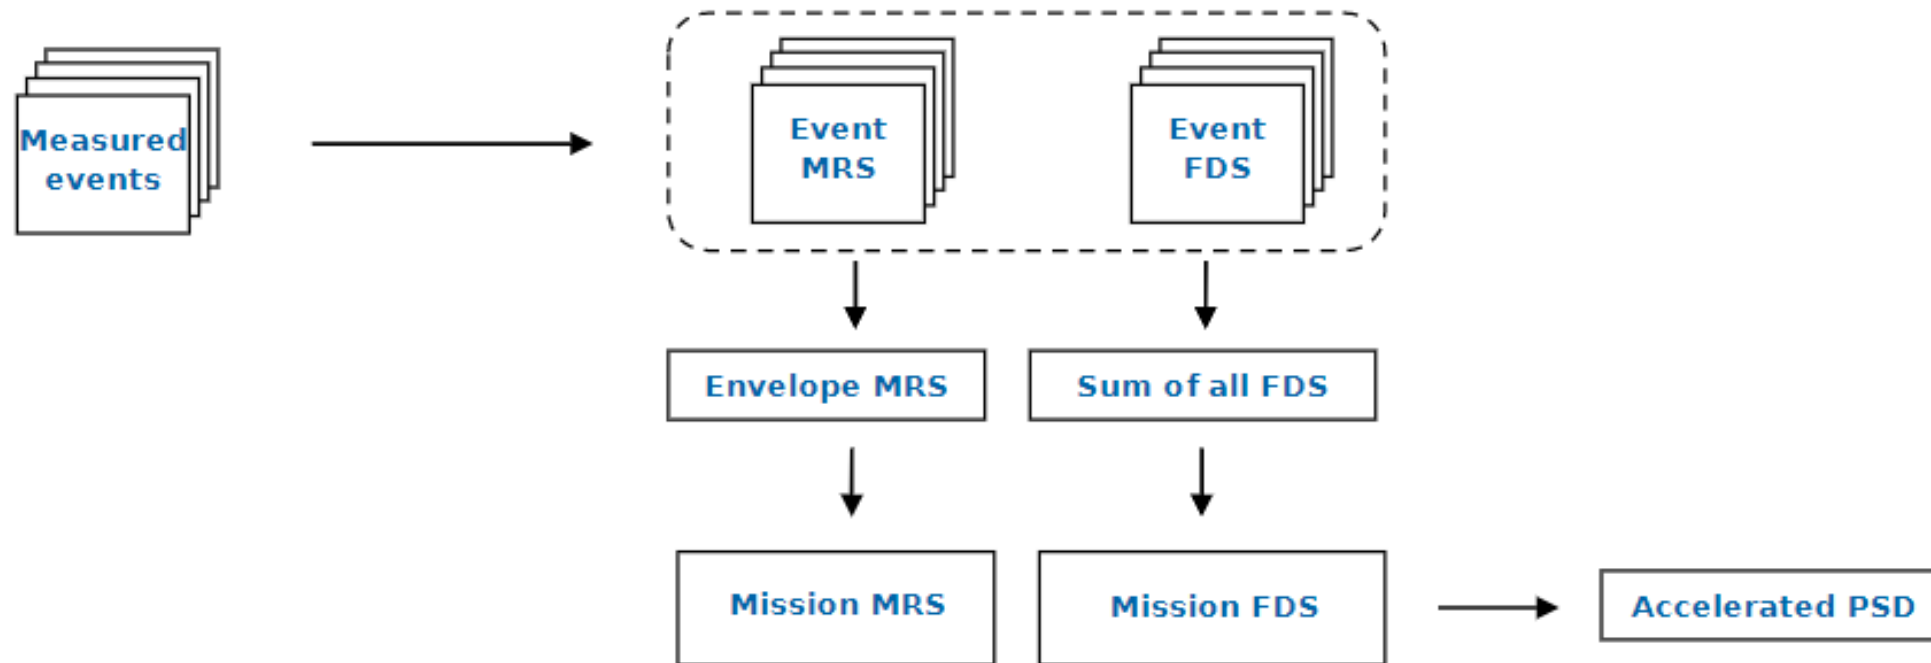 Measured
events
Event
MRS
Event
FDS
Envelope MRS
Sum of all FDS
Mission MRS
Mission FDS
Accelerated PSD